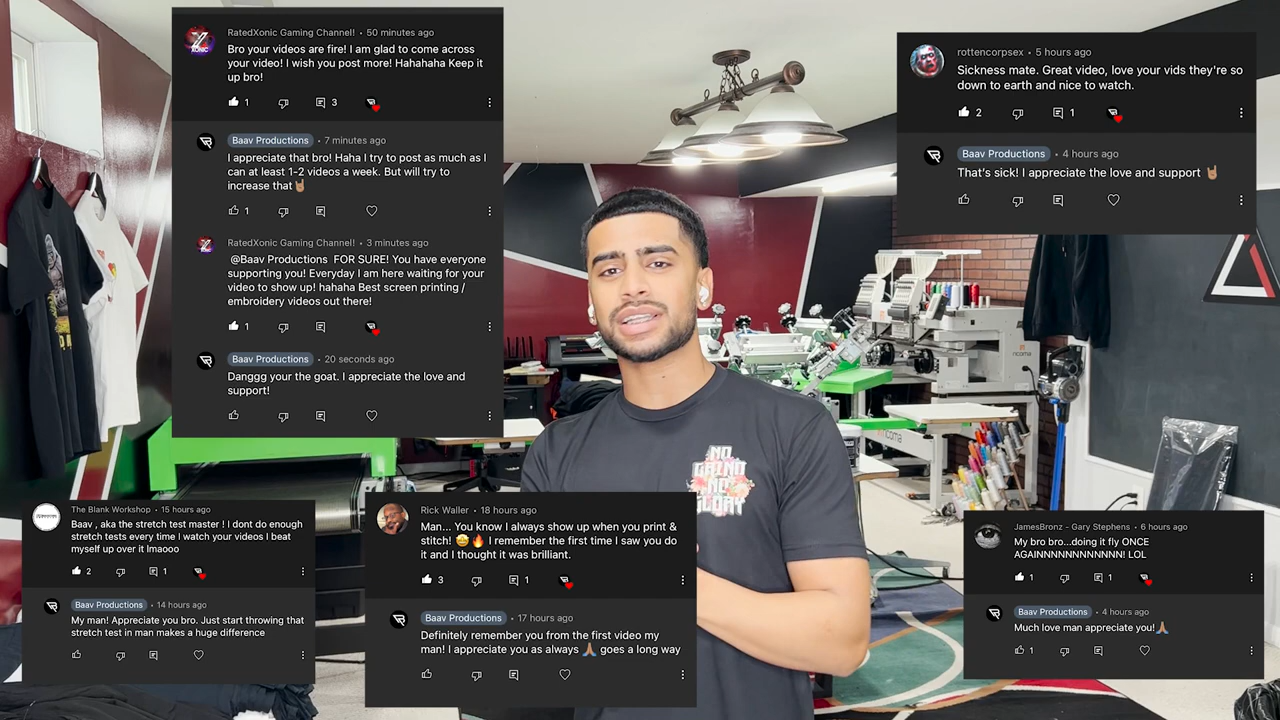 RatedXonic Gaming Channel! • 50 minutes ago
Bro your videos are fire! I am glad to come across
your video! I wish you post more! Hahahaha Keep it
up bro!
1 3
Baav Productions • 7 minutes ago
I appreciate that bro! Haha I try to post as much as I
can at least 1-2 videos a week. But will try to
increase that🤘🏽
1
RatedXonic Gaming Channel! • 3 minutes ago
@Baav Productions FOR SURE! You have everyone
supporting you! Everyday I am here waiting for your
video to show up! hahaha Best screen printing /
embroidery videos out there!
1
Baav Productions • 20 seconds ago
Danggg your the goat. I appreciate the love and
support!
rottencorpsex • 5 hours ago
Sickness mate. Great video, love your vids they're so
down to earth and nice to watch.
2 1
Baav Productions • 4 hours ago
That's sick! I appreciate the love and support 🤘🏽
ricoma
ricoma
NO
GRIND
NO
GLORY
The Blank Workshop • 15 hours ago
Baav , aka the stretch test master ! I dont do enough
stretch tests every time I watch your videos I beat
myself up over it lmaooo
2 1
Baav Productions • 14 hours ago
My man! Appreciate you bro. Just start throwing that
stretch test in man makes a huge difference
Rick Waller • 18 hours ago
Man... You know I always show up when you print &
stitch! 🤩🔥 I remember the first time I saw you do
it and I thought it was brilliant.
3 1
Baav Productions • 17 hours ago
Definitely remember you from the first video my
man! I appreciate you as always 🙏🏽 goes a long way
JamesBronz - Gary Stephens • 6 hours ago
My bro bro...doing it fly ONCE
AGAINNNNNNNNNNNN! LOL
1 1
Baav Productions • 4 hours ago
Much love man appreciate you!🙏🏽
1